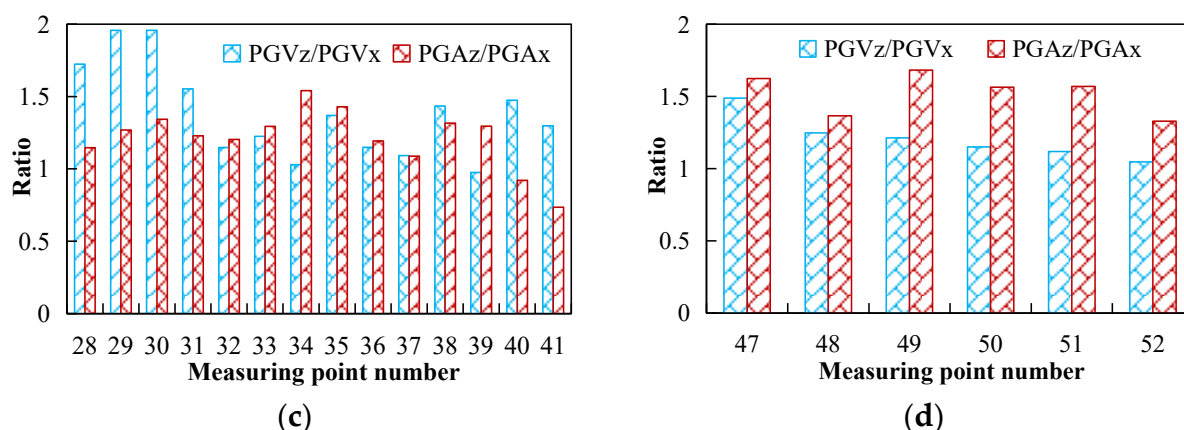 2
1.5
1
0.5
0
Ratio
PGVz/PGVx PGAz/PGAx
28 29 30 31 32 33 34 35 36 37 38 39 40 41
Measuring point number
(c)
2
1.5
1
0.5
0
Ratio
PGVz/PGVx PGAz/PGAx
47 48 49 50 51 52
Measuring point number
(d)